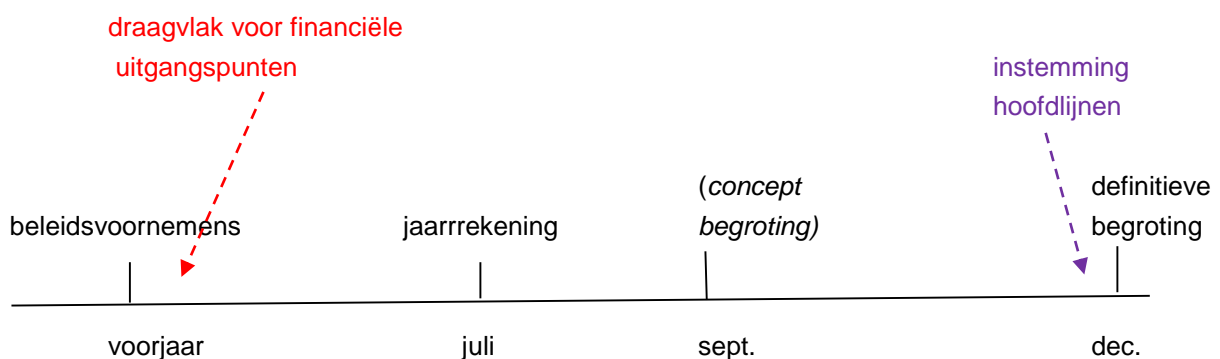 draagvlak voor financiële
uitgangspunten
instemming
hoofdlijnen
(concept
begroting)
definitieve
begroting
beleidsvoornemens
jaarrrekening
voorjaar
juli
sept.
dec.